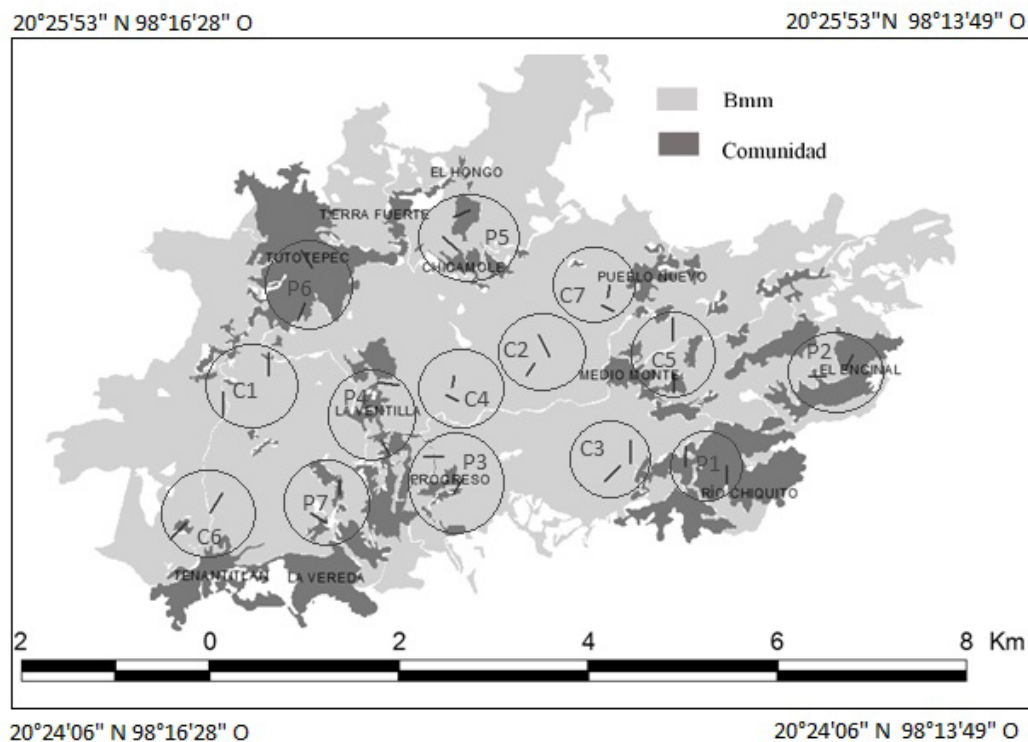 20°25'53" N 98°16'28" O
20°25'53" N 98°13'49" O
Bmm
Comunidad
EL HONGO
TIERRA FUERTE
P5
TUTOTEPEC
CHICAMOLE
P6
PUEBLO NUEVO
C7
C2
P2
C5
EL ENCINAL
MEDIO MONTE
C1
P4
C4
LA VENTILLA
C3
P3
P1
PROGRESO
RÍO CHIQUITO
P7
C6
TENANTITLAN
LA VEREDA
2 0 2 4 6 8 Km
20°24'06" N 98°16'28" O
20°24'06" N 98°13'49" O